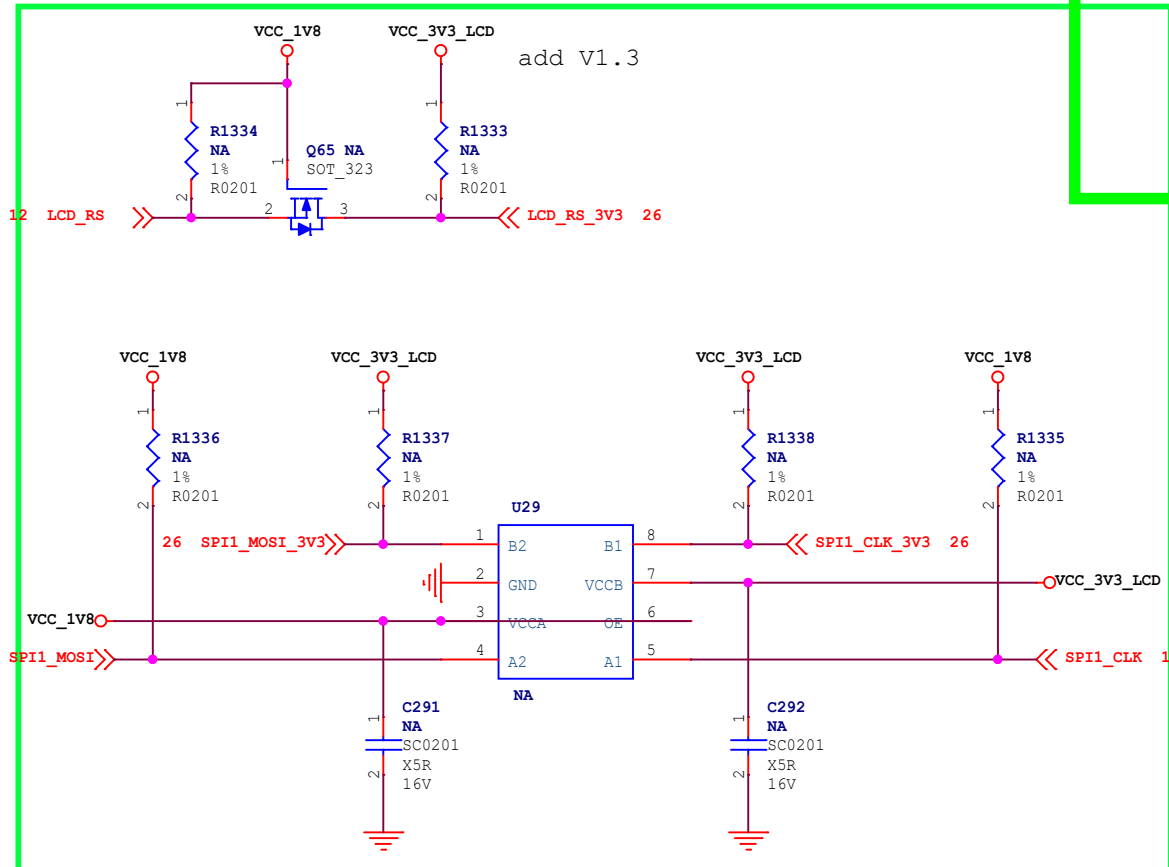 VCC_1V8 VCC_3V3_LCD
add V1.3
1 1
R1334 R1333
NA Q65 NA NA
1% 1 SOT_323 1%
R0201 R0201
2 2
12 LCD_RS 2 3 LCD_RS_3V3 26
VCC_1V8 VCC_3V3_LCD VCC_3V3_LCD VCC_1V8
1 1 1 1
R1336 R1337 R1338 R1335
NA NA NA NA
1% 1% 1% 1%
R0201 R0201 R0201 R0201
2 2 2 2
U29
26 SPI1_MOSI_3V3 1 B2 B1 8 SPI1_CLK_3V3 26
2 GND VCCB 7 VCC_3V3_LCD
VCC_1V8 3 VCCA OE 6
SPI1_MOSI 4 A2 A1 5 SPI1_CLK 1
NA
1 C291 1 C292
NA NA
SC0201 SC0201
2 X5R 2 X5R
16V 16V